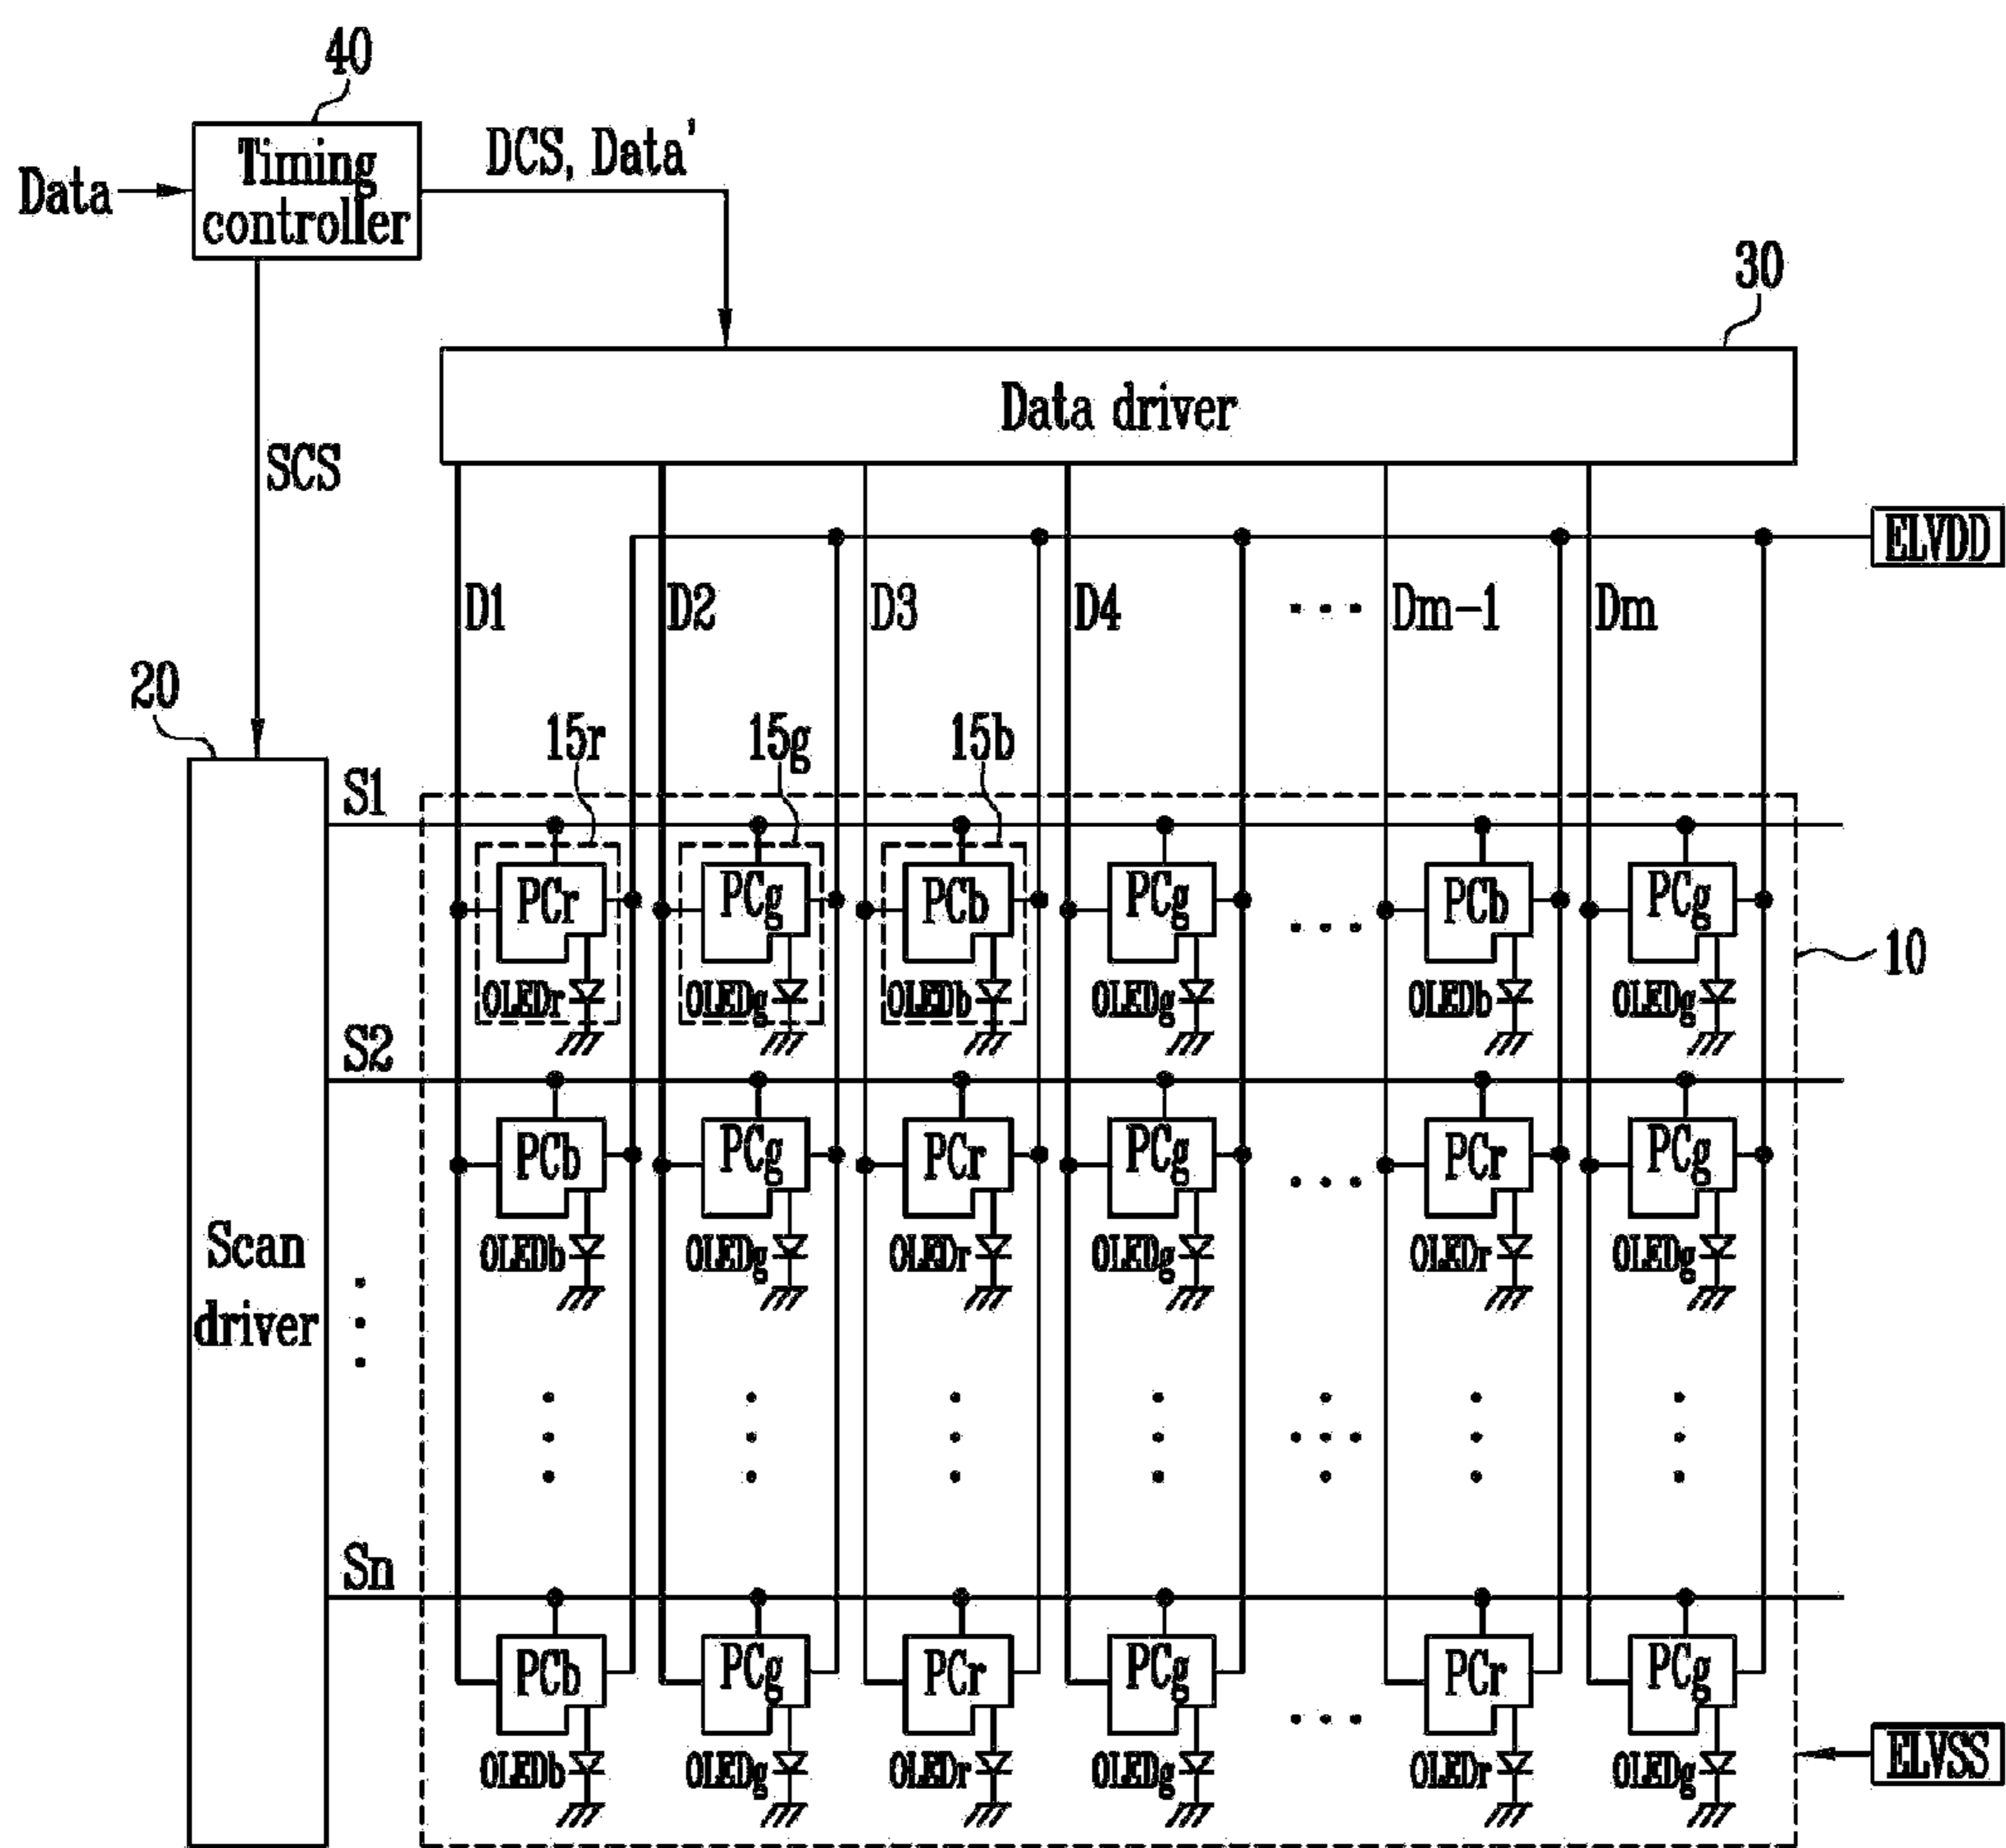 40
Timing
controller
Data
DCS, Data'
30
Data driver
SCS
ELVDD
D1 D2 D3 D4 ... Dm-1 Dm
20
15r 15g 15b
S1
PCr PCg PCb PCg ... PCb PCg
10
OLEDr OLEDg OLEDb OLEDg OLEDb OLEDg
S2
PCb PCg PCr PCg ... PCr PCg
Scan
driver
OLEDb OLEDg OLEDr OLEDg OLEDr OLEDg
Sn
PCb PCg PCr PCg ... PCr PCg
OLEDb OLEDg OLEDr OLEDg OLEDr OLEDg
ELVSS